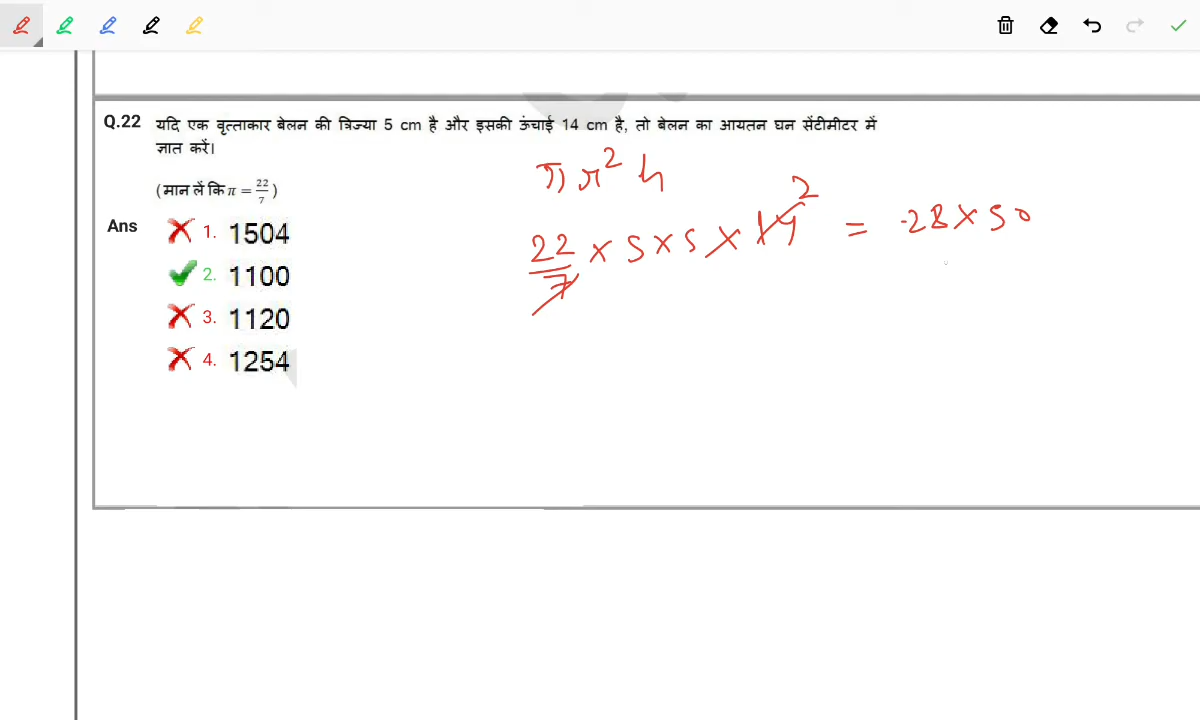 Q.22 यदि एक वृत्ताकार बेलन की त्रिज्या 5 cm है और इसकी ऊंचाई 14 cm है, तो बेलन का आयतन घन सेंटीमीटर में
ज्ञात करें।
(मान लें कि π = 22/7)
πr²h
22/7 × 5 × 5 × 14 2 = 28 × 50
Ans
1. 1504
2. 1100
3. 1120
4. 1254